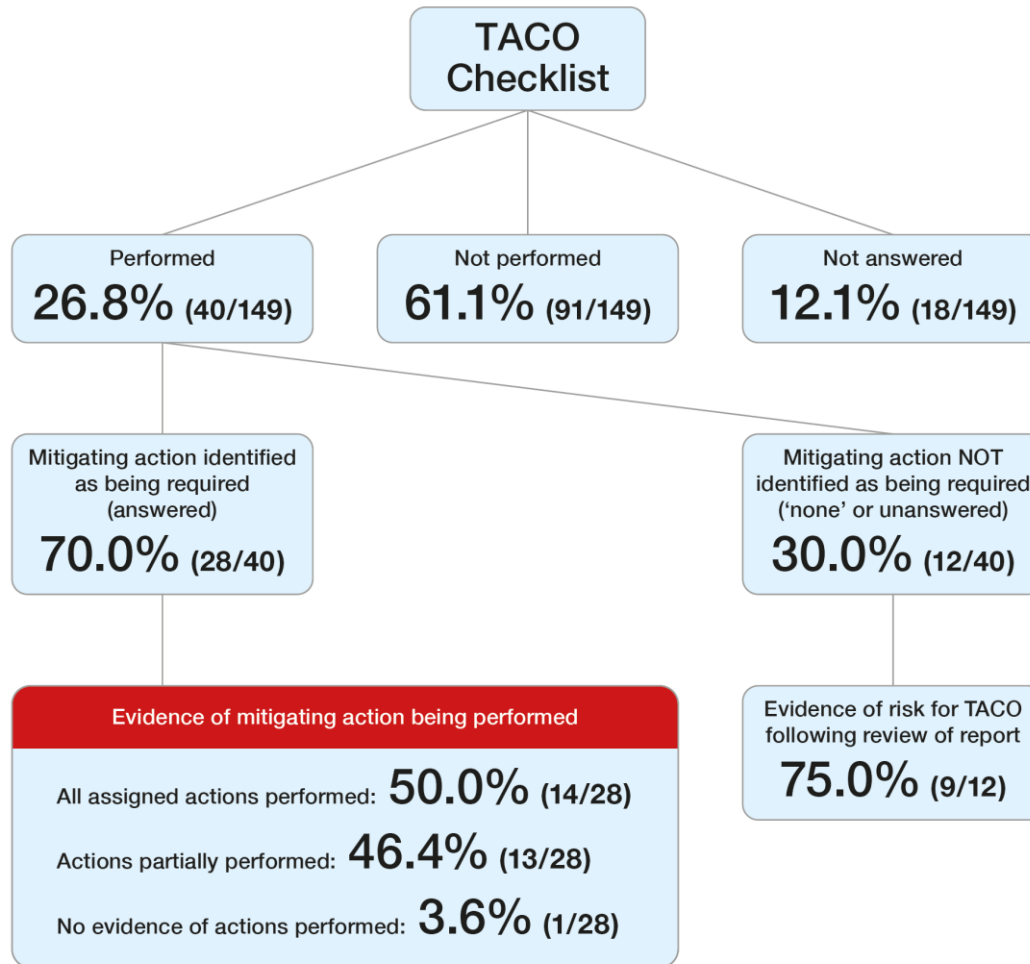 TACO
Checklist
Performed
26.8% (40/149)
Not performed
61.1% (91/149)
Not answered
12.1% (18/149)
Mitigating action identified
as being required
(answered)
70.0% (28/40)
Mitigating action NOT
identified as being required
(‘none’ or unanswered)
30.0% (12/40)
Evidence of mitigating action being performed
All assigned actions performed: 50.0% (14/28)
Actions partially performed: 46.4% (13/28)
No evidence of actions performed: 3.6% (1/28)
Evidence of risk for TACO
following review of report
75.0% (9/12)